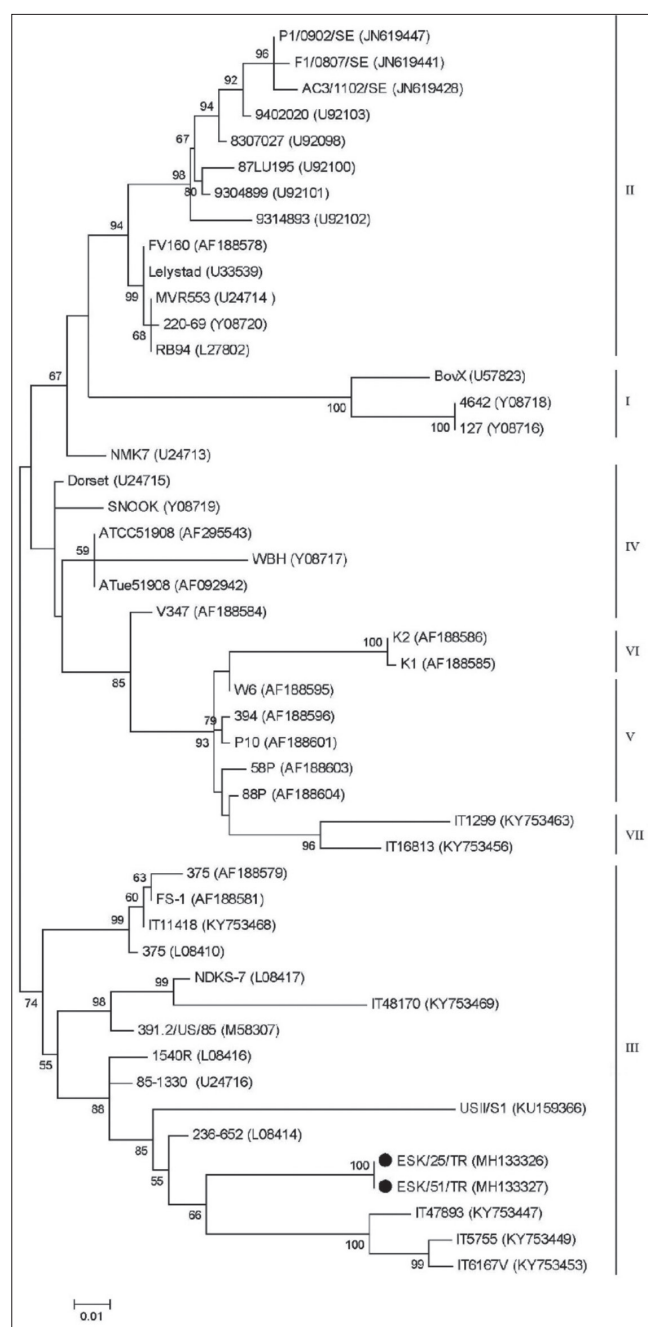 P1/0902/SE (JN619447)
96
F1/0807/SE (JN619441)
92
AC3/1102/SE (JN619428)
94
9402020 (U92103)
67
8307027 (U92098)
98
87LU195 (U92100)
80
9304899 (U92101)
II
9314893 (U92102)
94
FV160 (AF188578)
Lelystad (U33539)
99
MVR553 (U24714 )
220-69 (Y08720)
68
RB94 (L27802)
67
BovX (U57823)
4642 (Y08718)
I
100
100
127 (Y08716)
NMK7 (U24713)
Dorset (U24715)
SNOOK (Y08719)
ATCC51908 (AF295543)
59
WBH (Y08717)
IV
ATue51908 (AF092942)
V347 (AF188584)
100
K2 (AF188586)
VI
85
K1 (AF188585)
W6 (AF188595)
79
394 (AF188596)
93
P10 (AF188601)
V
58P (AF188603)
88P (AF188604)
IT1299 (KY753463)
VII
96
IT16813 (KY753456)
63
375 (AF188579)
60
FS-1 (AF188581)
99
IT11418 (KY753468)
375 (L08410)
99
NDKS-7 (L08417)
74
98
IT48170 (KY753469)
391.2/US/85 (M58307)
III
55
1540R (L08416)
85-1330 (U24716)
88
USII/S1 (KU159366)
85
236-652 (L08414)
55
100
ESK/25/TR (MH133326)
ESK/51/TR (MH133327)
66
IT47893 (KY753447)
100
IT5755 (KY753449)
99
IT6167V (KY753453)
0.01